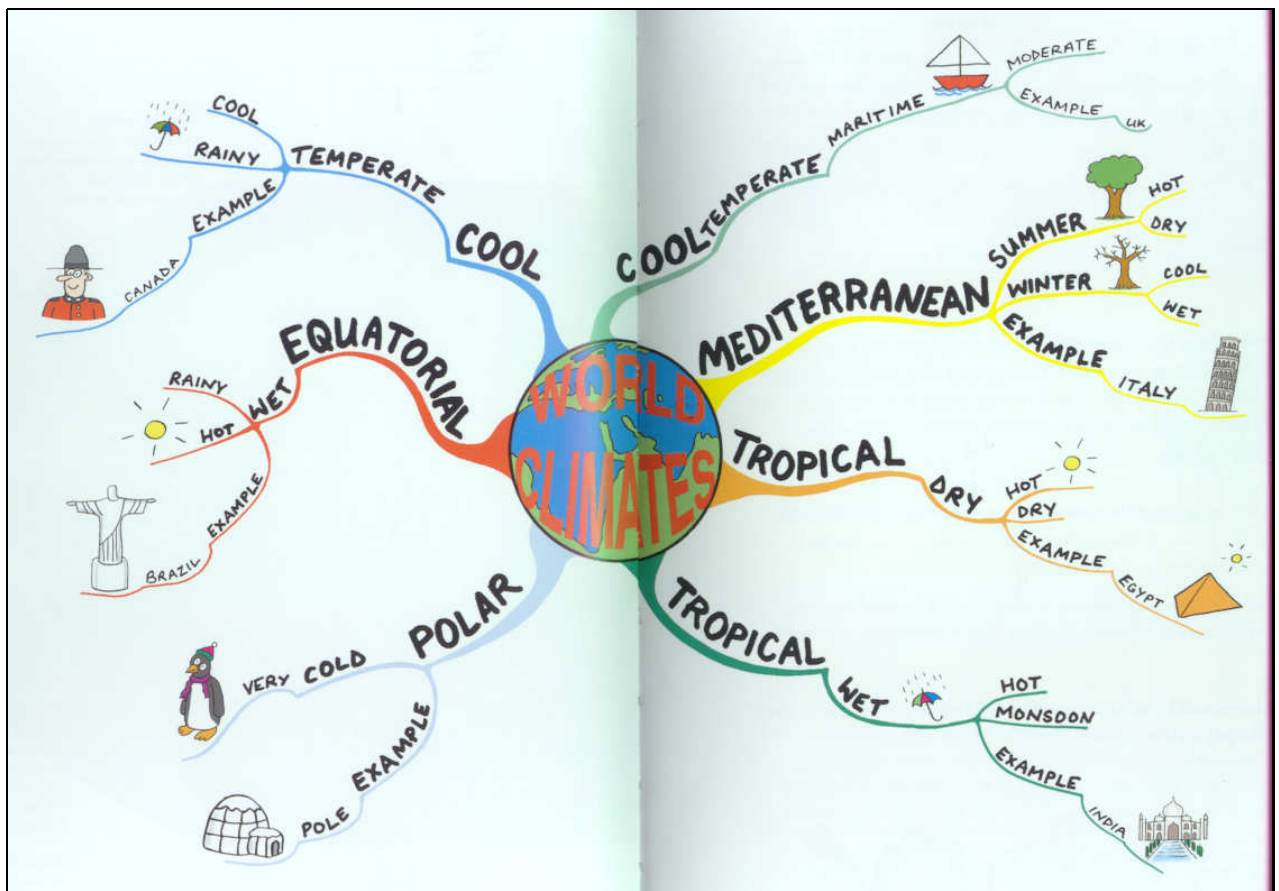 WORLD
CLIMATES
COOL TEMPERATE
MARITIME
MODERATE
EXAMPLE
UK
MEDITERRANEAN
SUMMER
HOT
DRY
WINTER
COOL
WET
EXAMPLE
ITALY
TROPICAL
DRY
HOT
DRY
EXAMPLE
EGYPT
TROPICAL
WET
HOT
MONSOON
EXAMPLE
INDIA
POLAR
VERY COLD
EXAMPLE
POLE
EQUATORIAL
WET
RAINY
HOT
EXAMPLE
BRAZIL
COOL
TEMPERATE
COOL
RAINY
EXAMPLE
CANADA